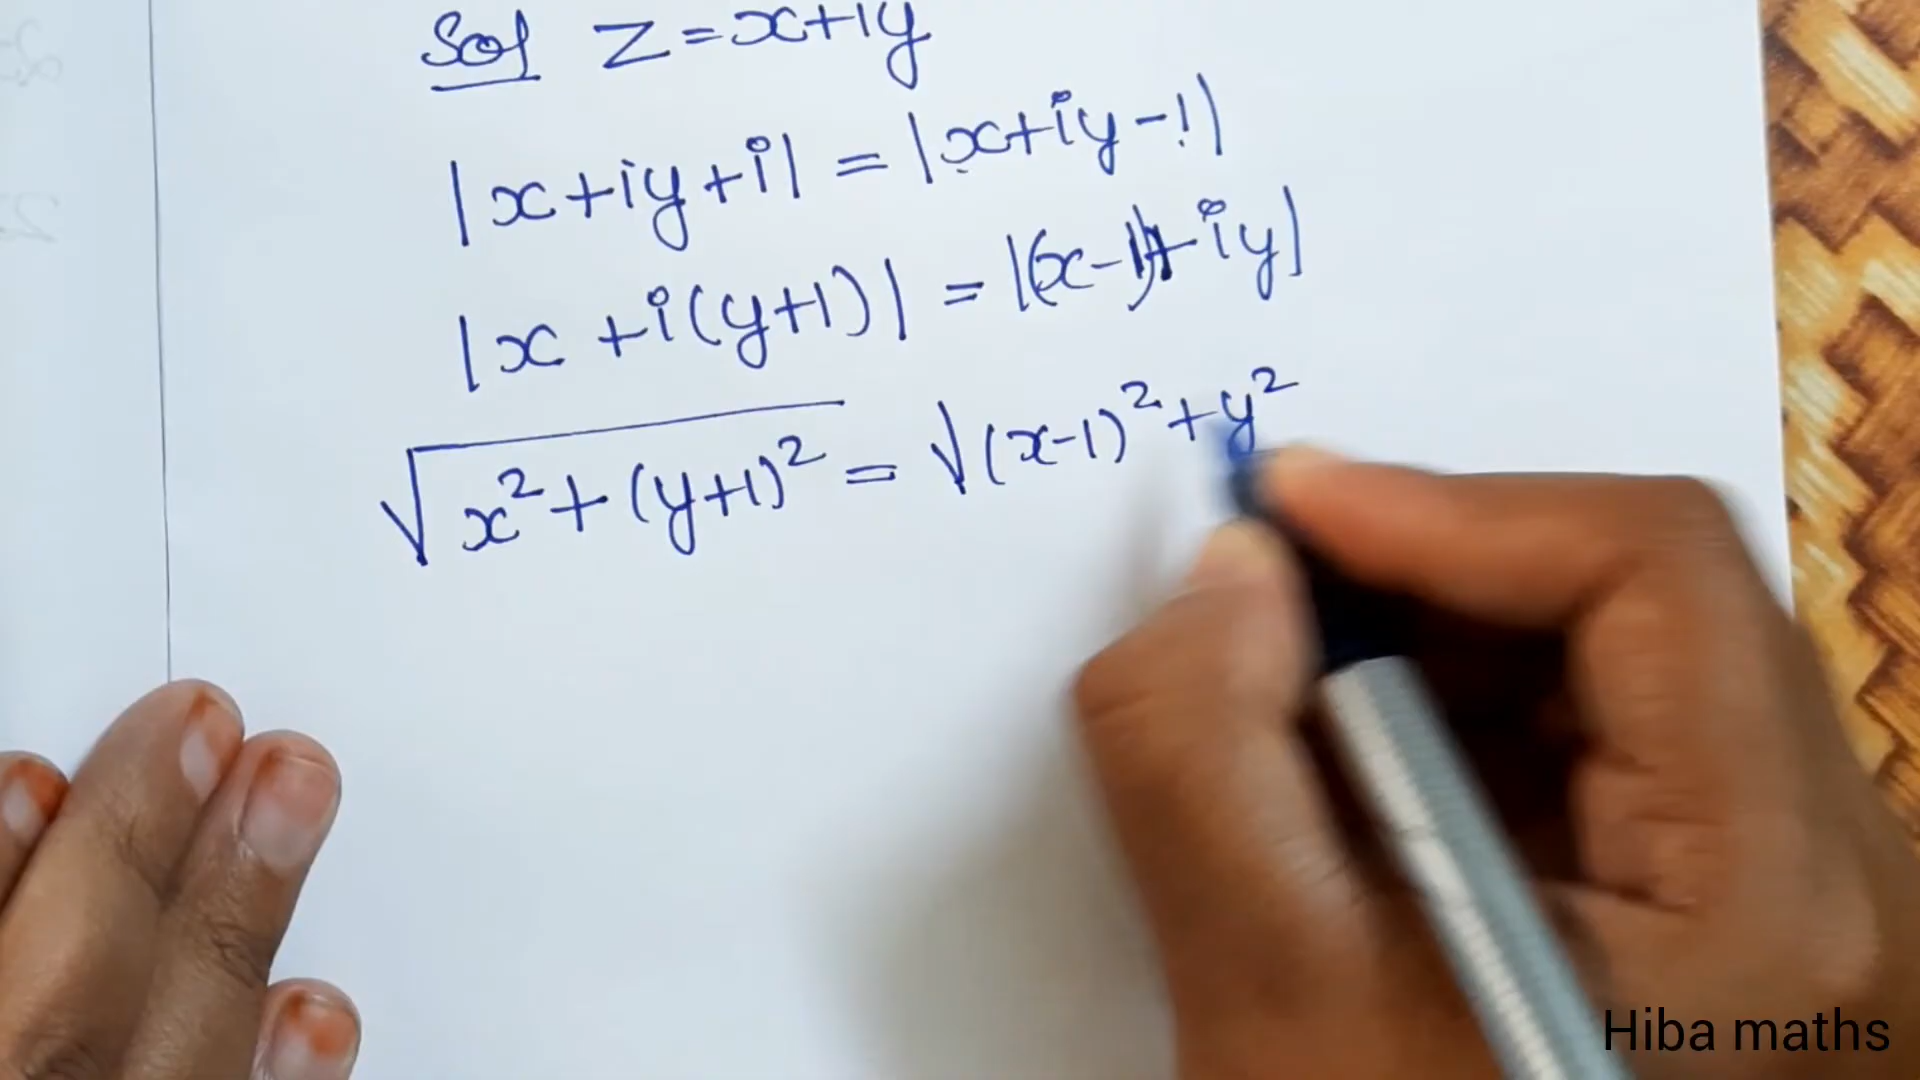 Sol z = x+iy
|x+iy+i| = |x+iy-1|
|x+i(y+1)| = |(x-1)+iy|
√x²+(y+1)² = √(x-1)²+y²
Hiba maths